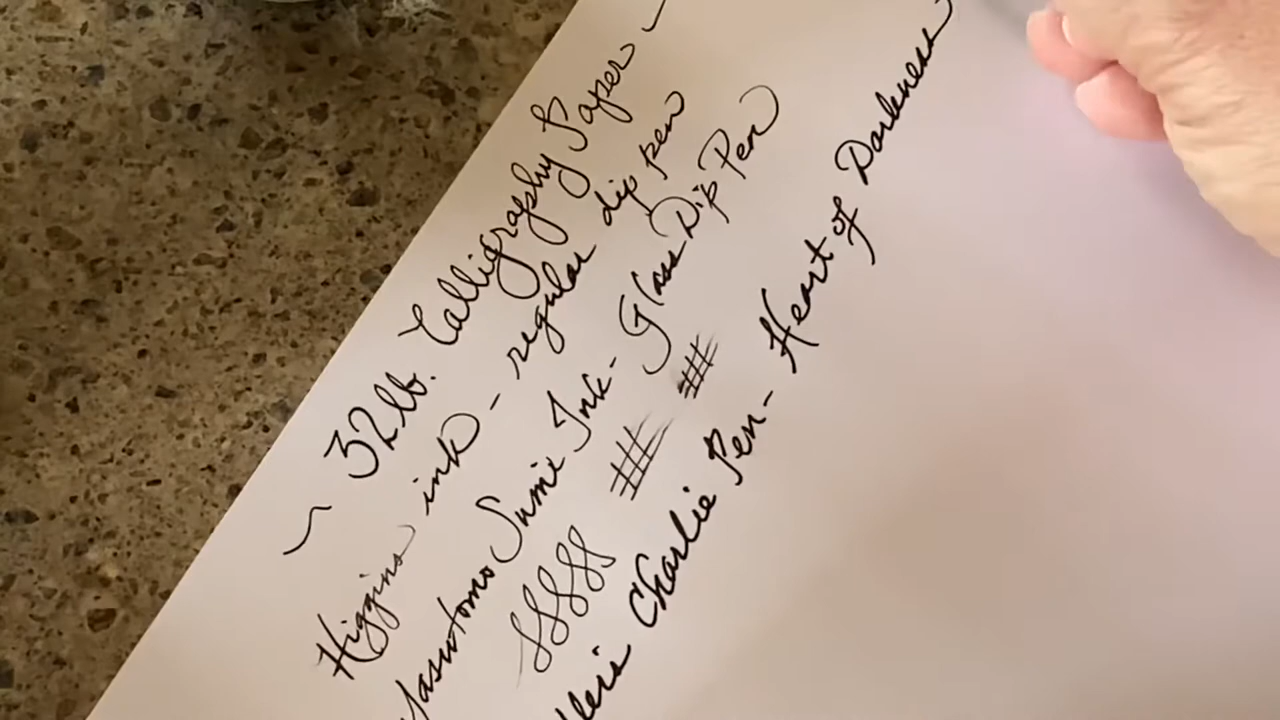 ~ 32lb. Calligraphy Paper ~
Higgins ink - regular dip pen
Yasutomo Sumi Ink - Glass Dip Pen
Charlie Pen - Heart of Darkness